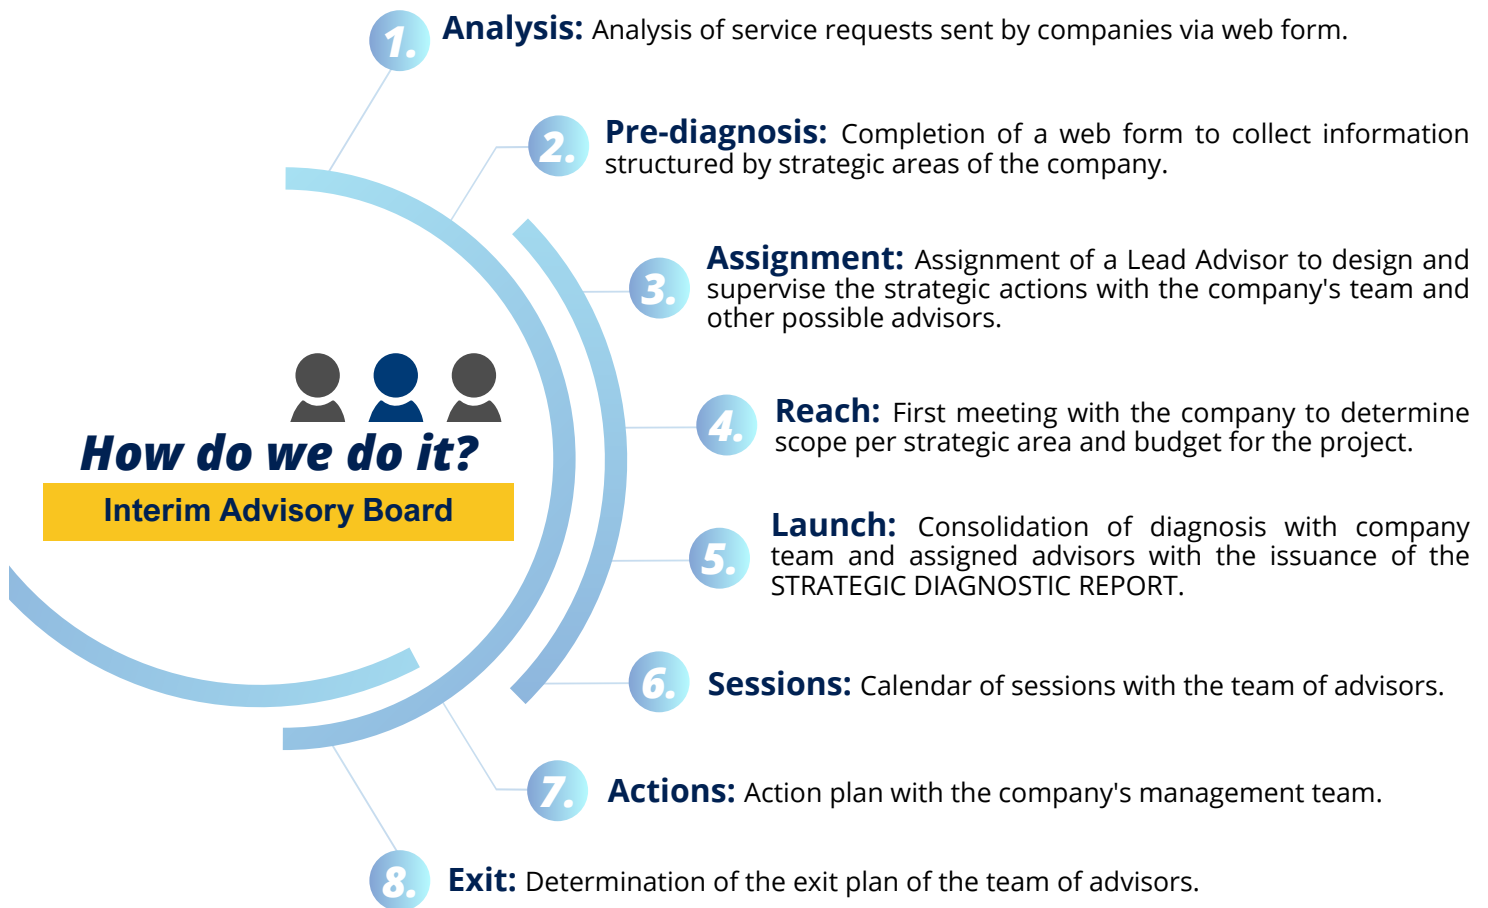 1. Analysis: Analysis of service requests sent by companies via web form.
2. Pre-diagnosis: Completion of a web form to collect information
structured by strategic areas of the company.
3. Assignment: Assignment of a Lead Advisor to design and
supervise the strategic actions with the company's team and
other possible advisors.
How do we do it?
Interim Advisory Board
4. Reach: First meeting with the company to determine
scope per strategic area and budget for the project.
5. Launch: Consolidation of diagnosis with company
team and assigned advisors with the issuance of the
STRATEGIC DIAGNOSTIC REPORT.
6. Sessions: Calendar of sessions with the team of advisors.
7. Actions: Action plan with the company's management team.
8. Exit: Determination of the exit plan of the team of advisors.